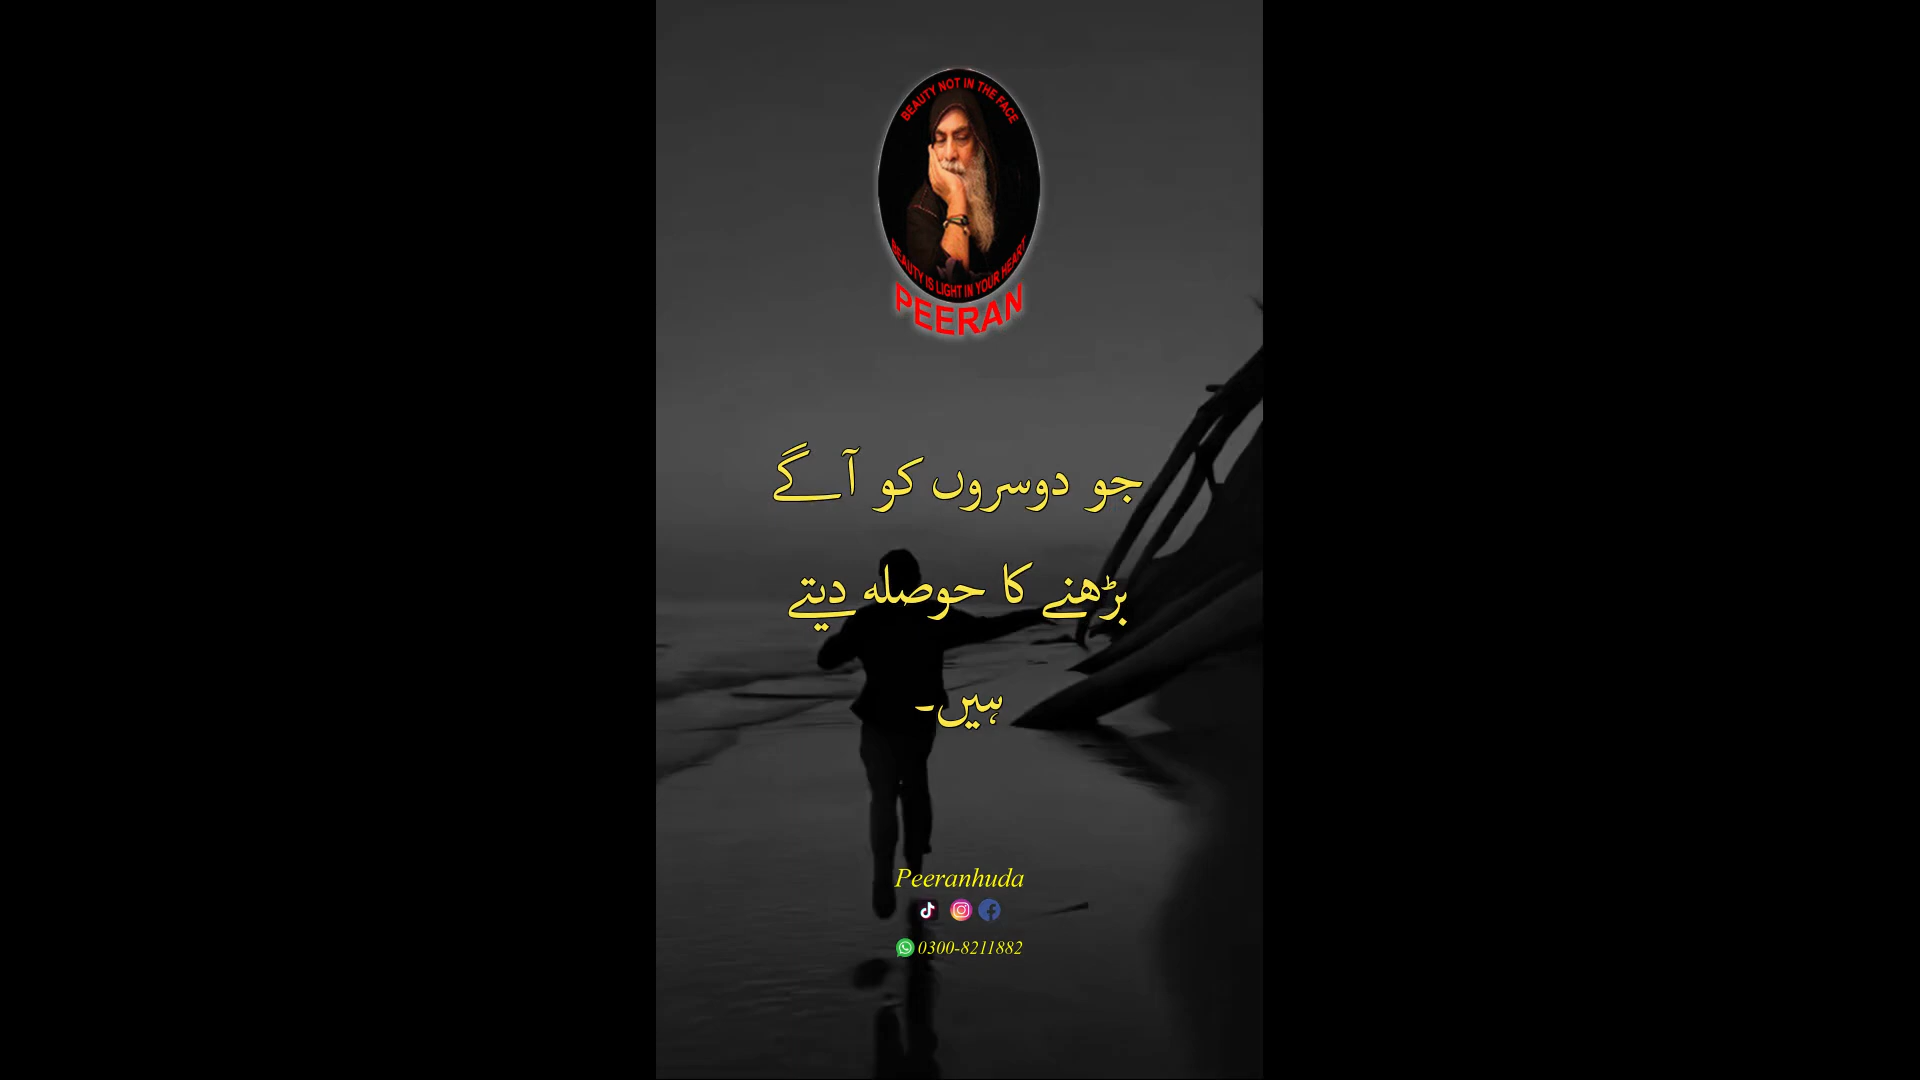 BEAUTY NOT IN THE FACE
BEAUTY IS LIGHT IN YOUR HEART
PEERAN
جو دوسروں کو آگے
بڑھنے کا حوصلہ دیتے
ہیں۔
Peeranhuda
0300-8211882